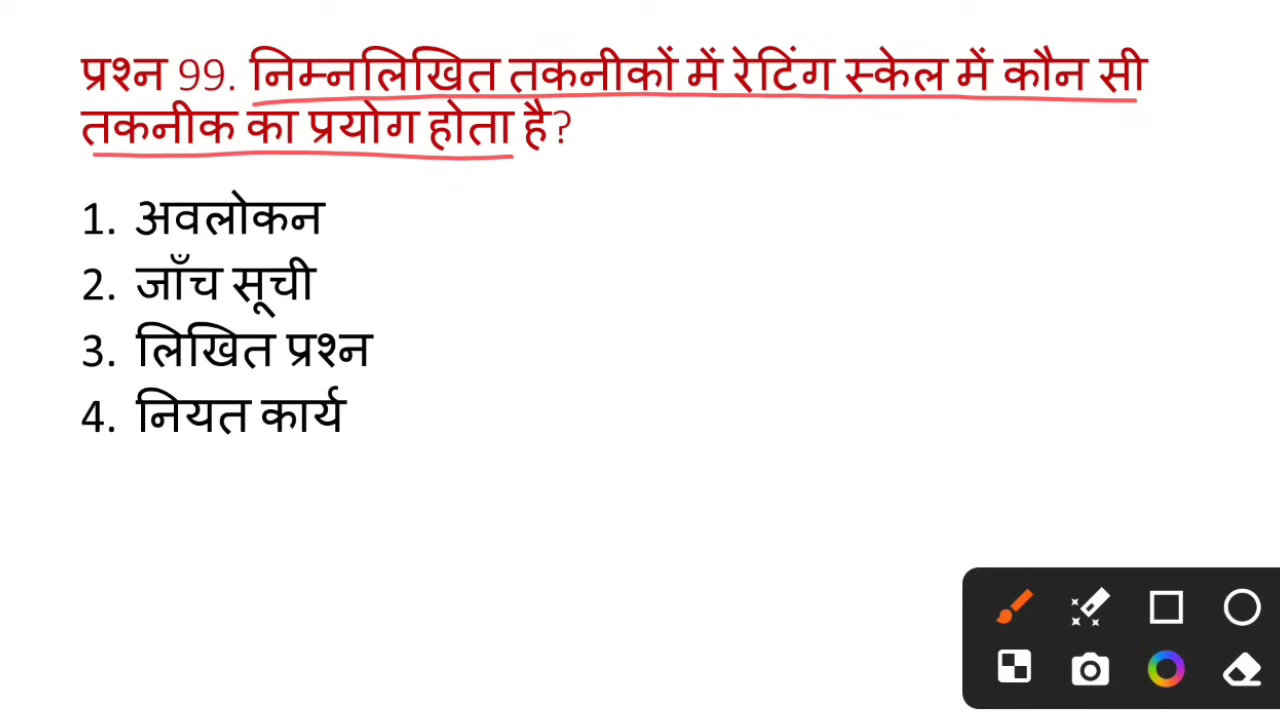 प्रश्न 99. निम्नलिखित तकनीकों में रेटिंग स्केल में कौन सी
तकनीक का प्रयोग होता है?
1. अवलोकन
2. जाँच सूची
3. लिखित प्रश्न
4. नियत कार्य